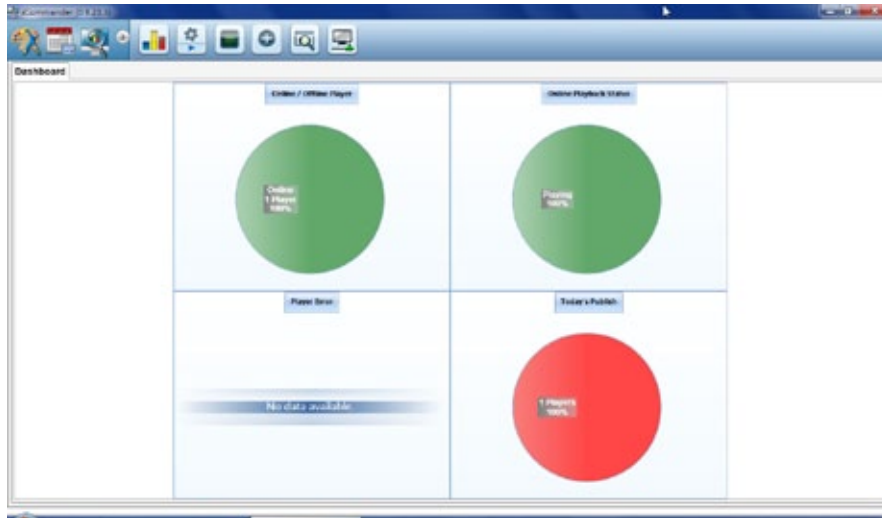 Dashboard
Online / Offline Player
Online Playback Status
Online
1 Player
100%
Playing
100%
Player Error
Today's Publish
No data available
1 Players
100%